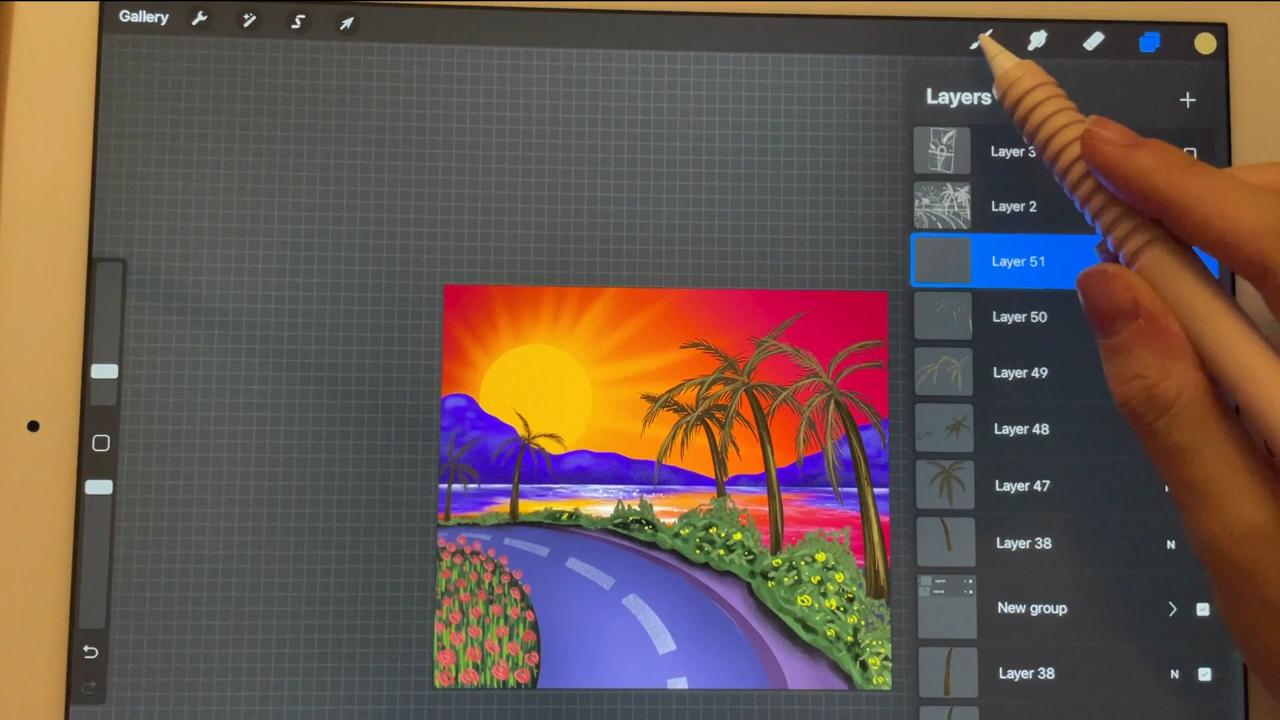 Gallery
Layers
Layer 3
Layer 2
Layer 51
Layer 50
Layer 49
Layer 48
Layer 47
Layer 38
N
New group
Layer 38
N